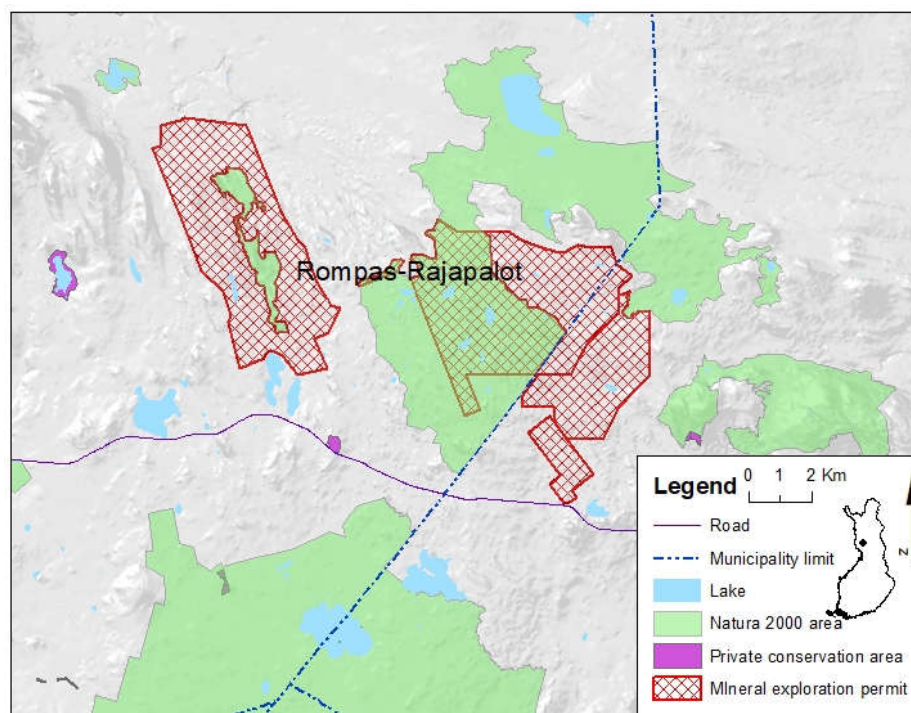 Rompas-Rajapalot
Legend
0 1 2 Km
Road
Municipality limit
Lake
Natura 2000 area
Private conservation area
MIneral exploration permit
N